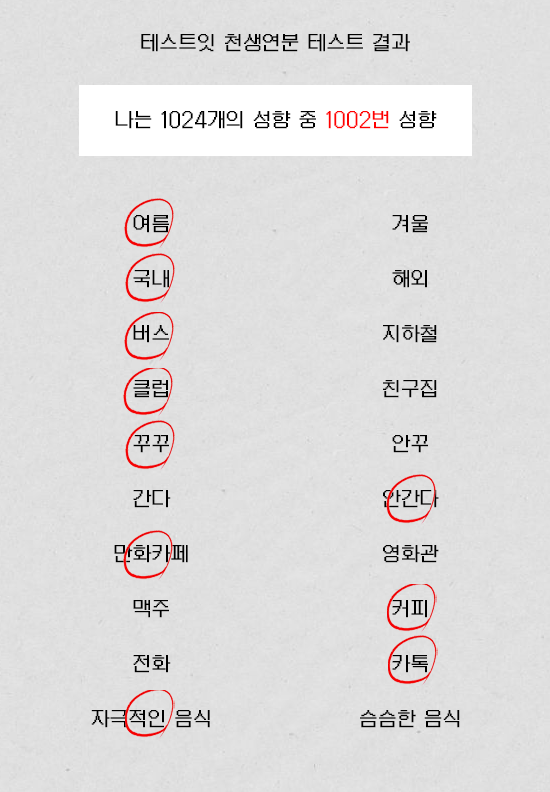 테스트잇 천생연분 테스트 결과
나는 1024개의 성향 중 1002번 성향
여름 겨울
국내 해외
버스 지하철
클럽 친구집
꾸꾸 안꾸
간다 안간다
만화카페 영화관
맥주 커피
전화 카톡
자극적인 음식 슴슴한 음식